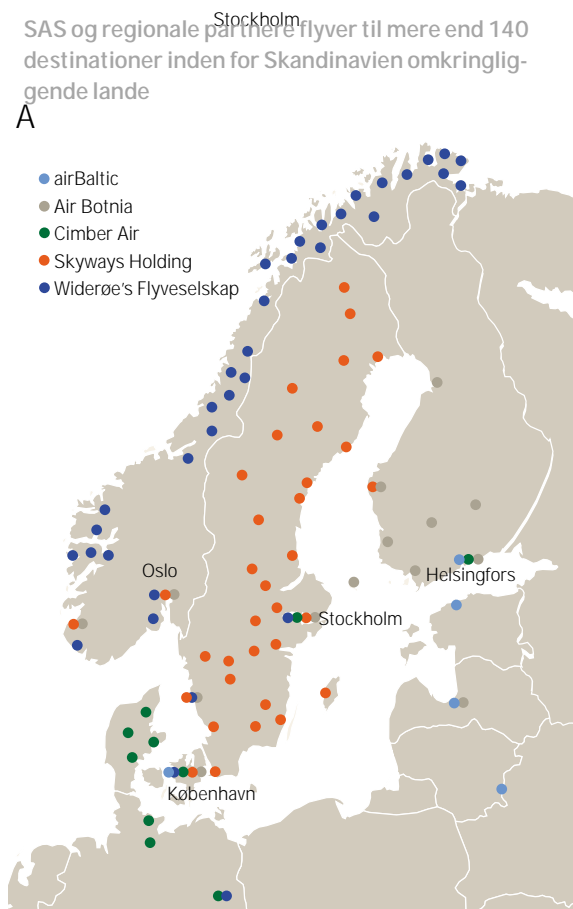 Stockholm
SAS og regionale partnere flyver til mere end 140
destinationer inden for Skandinavien omkringlig-
gende lande
A
airBaltic
Air Botnia
Cimber Air
Skyways Holding
Widerøe's Flyveselskap
Oslo
Helsingfors
Stockholm
København